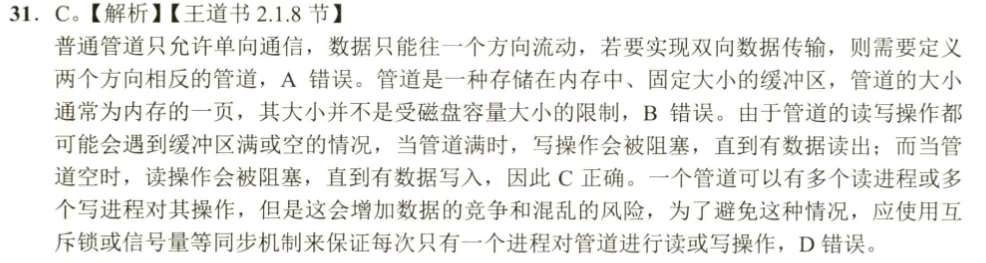 31. C。【解析】【王道书 2.1.8 节】
普通管道只允许单向通信，数据只能往一个方向流动，若要实现双向数据传输，则需要定义
两个方向相反的管道，A 错误。管道是一种存储在内存中、固定大小的缓冲区，管道的大小
通常为内存的一页，其大小并不是受磁盘容量大小的限制，B 错误。由于管道的读写操作都
可能会遇到缓冲区满或空的情况，当管道满时，写操作会被阻塞，直到有数据读出；而当管
道空时，读操作会被阻塞，直到有数据写入，因此 C 正确。一个管道可以有多个读进程或多
个写进程对其操作，但是这会增加数据的竞争和混乱的风险，为了避免这种情况，应使用互
斥锁或信号量等同步机制来保证每次只有一个进程对管道进行读或写操作，D 错误。